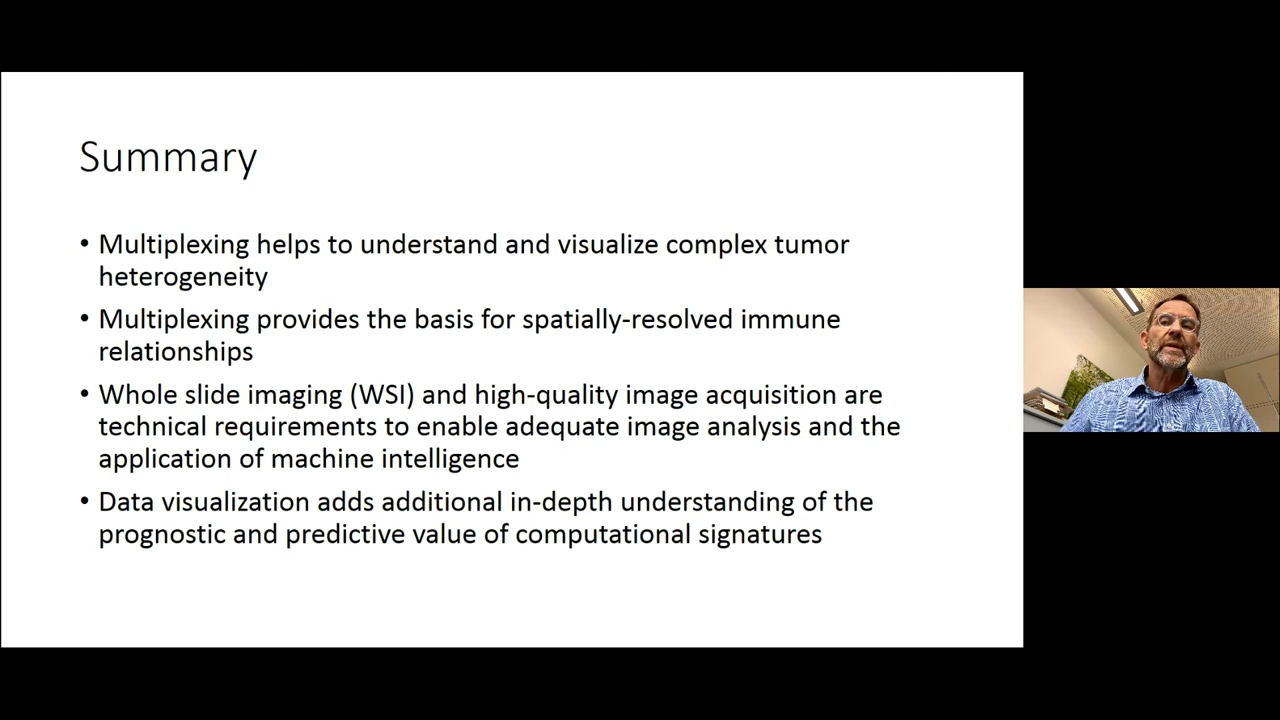 Summary
• Multiplexing helps to understand and visualize complex tumor
heterogeneity
• Multiplexing provides the basis for spatially-resolved immune
relationships
• Whole slide imaging (WSI) and high-quality image acquisition are
technical requirements to enable adequate image analysis and the
application of machine intelligence
• Data visualization adds additional in-depth understanding of the
prognostic and predictive value of computational signatures